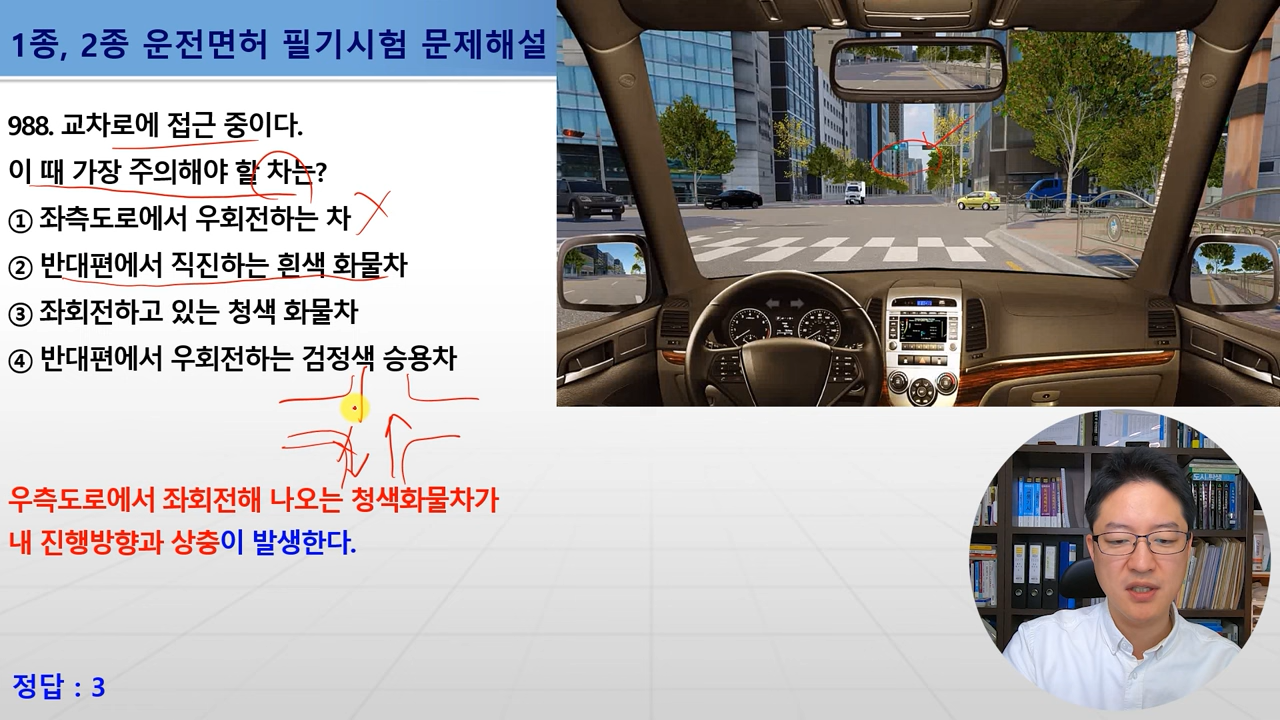 1종, 2종 운전면허 필기시험 문제해설
988. 교차로에 접근 중이다.
이 때 가장 주의해야 할 차는?
① 좌측도로에서 우회전하는 차
② 반대편에서 직진하는 흰색 화물차
③ 좌회전하고 있는 청색 화물차
④ 반대편에서 우회전하는 검정색 승용차
우측도로에서 좌회전해 나오는 청색화물차가
내 진행방향과 상충이 발생한다.
정답 : 3